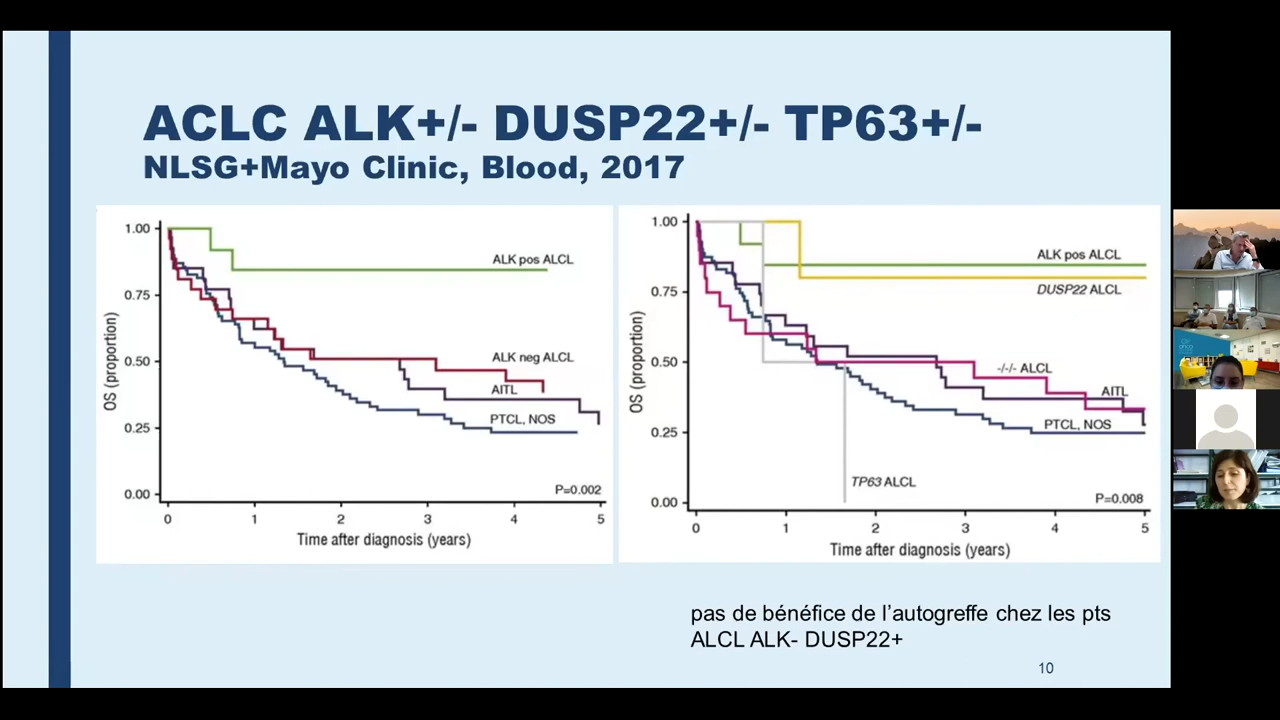 ACLC ALK+/- DUSP22+/- TP63+/-
NLSG+Mayo Clinic, Blood, 2017
1.00
0.75
0.50
0.25
0.00
OS (proportion)
ALK pos ALCL
ALK neg ALCL
AITL
PTCL, NOS
P=0.002
0 1 2 3 4 5
Time after diagnosis (years)
1.00
0.75
0.50
0.25
0.00
OS (proportion)
ALK pos ALCL
DUSP22 ALCL
-/-/- ALCL
AITL
PTCL, NOS
TP63 ALCL
P=0.008
0 1 2 3 4 5
Time after diagnosis (years)
pas de bénéfice de l’autogreffe chez les pts
ALCL ALK- DUSP22+
10